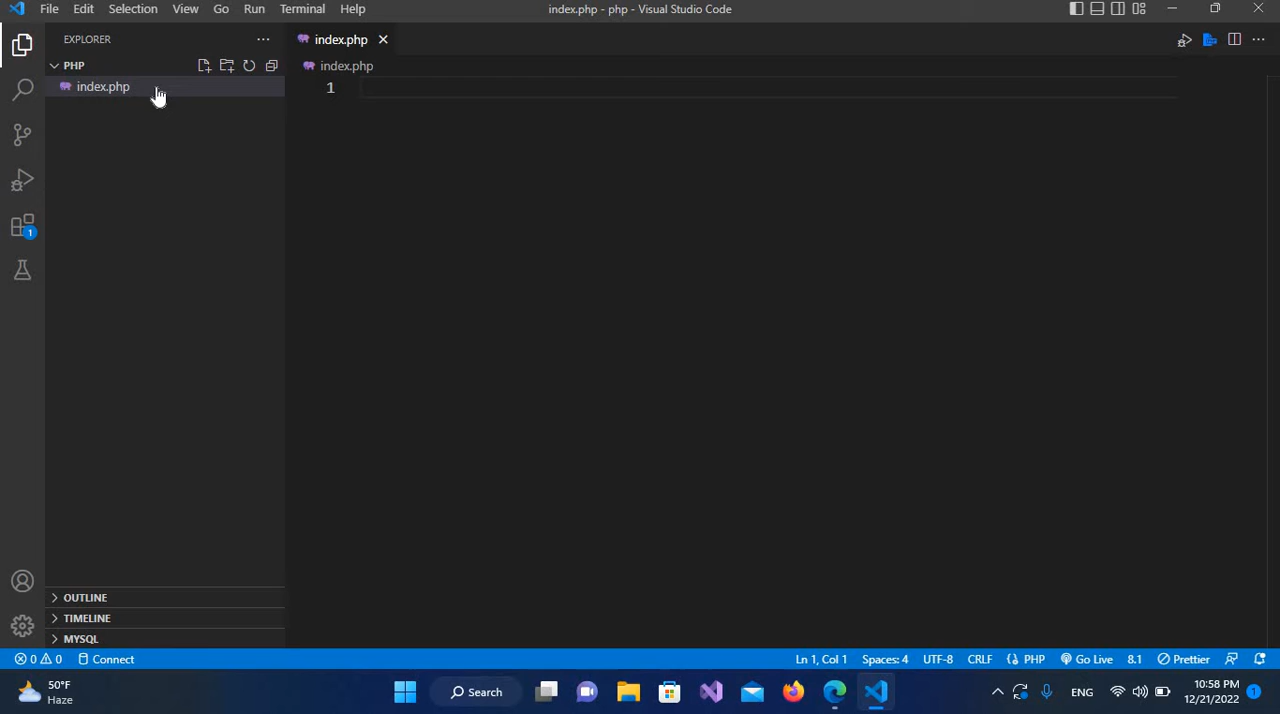 File Edit Selection View Go Run Terminal Help index.php - php - Visual Studio Code
EXPLORER
PHP
index.php
index.php
index.php
1
1
OUTLINE
TIMELINE
MYSQL
0 0 Connect Ln 1, Col 1 Spaces: 4 UTF-8 CRLF {} PHP Go Live 8.1 Prettier
50°F
Haze
Search
ENG
10:58 PM
12/21/2022
1